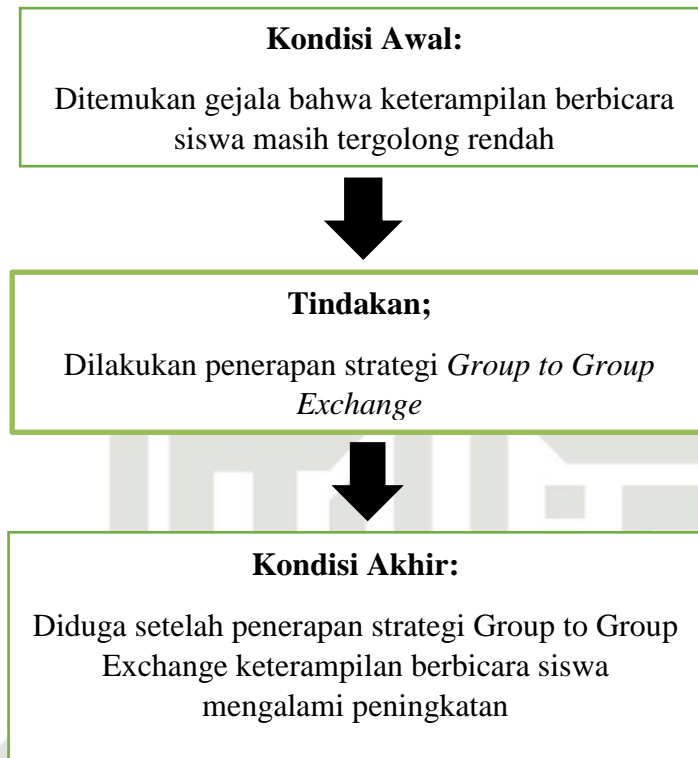 Kondisi Awal:
Ditemukan gejala bahwa keterampilan berbicara
siswa masih tergolong rendah
Tindakan;
Dilakukan penerapan strategi Group to Group
Exchange
Kondisi Akhir:
Diduga setelah penerapan strategi Group to Group
Exchange keterampilan berbicara siswa
mengalami peningkatan